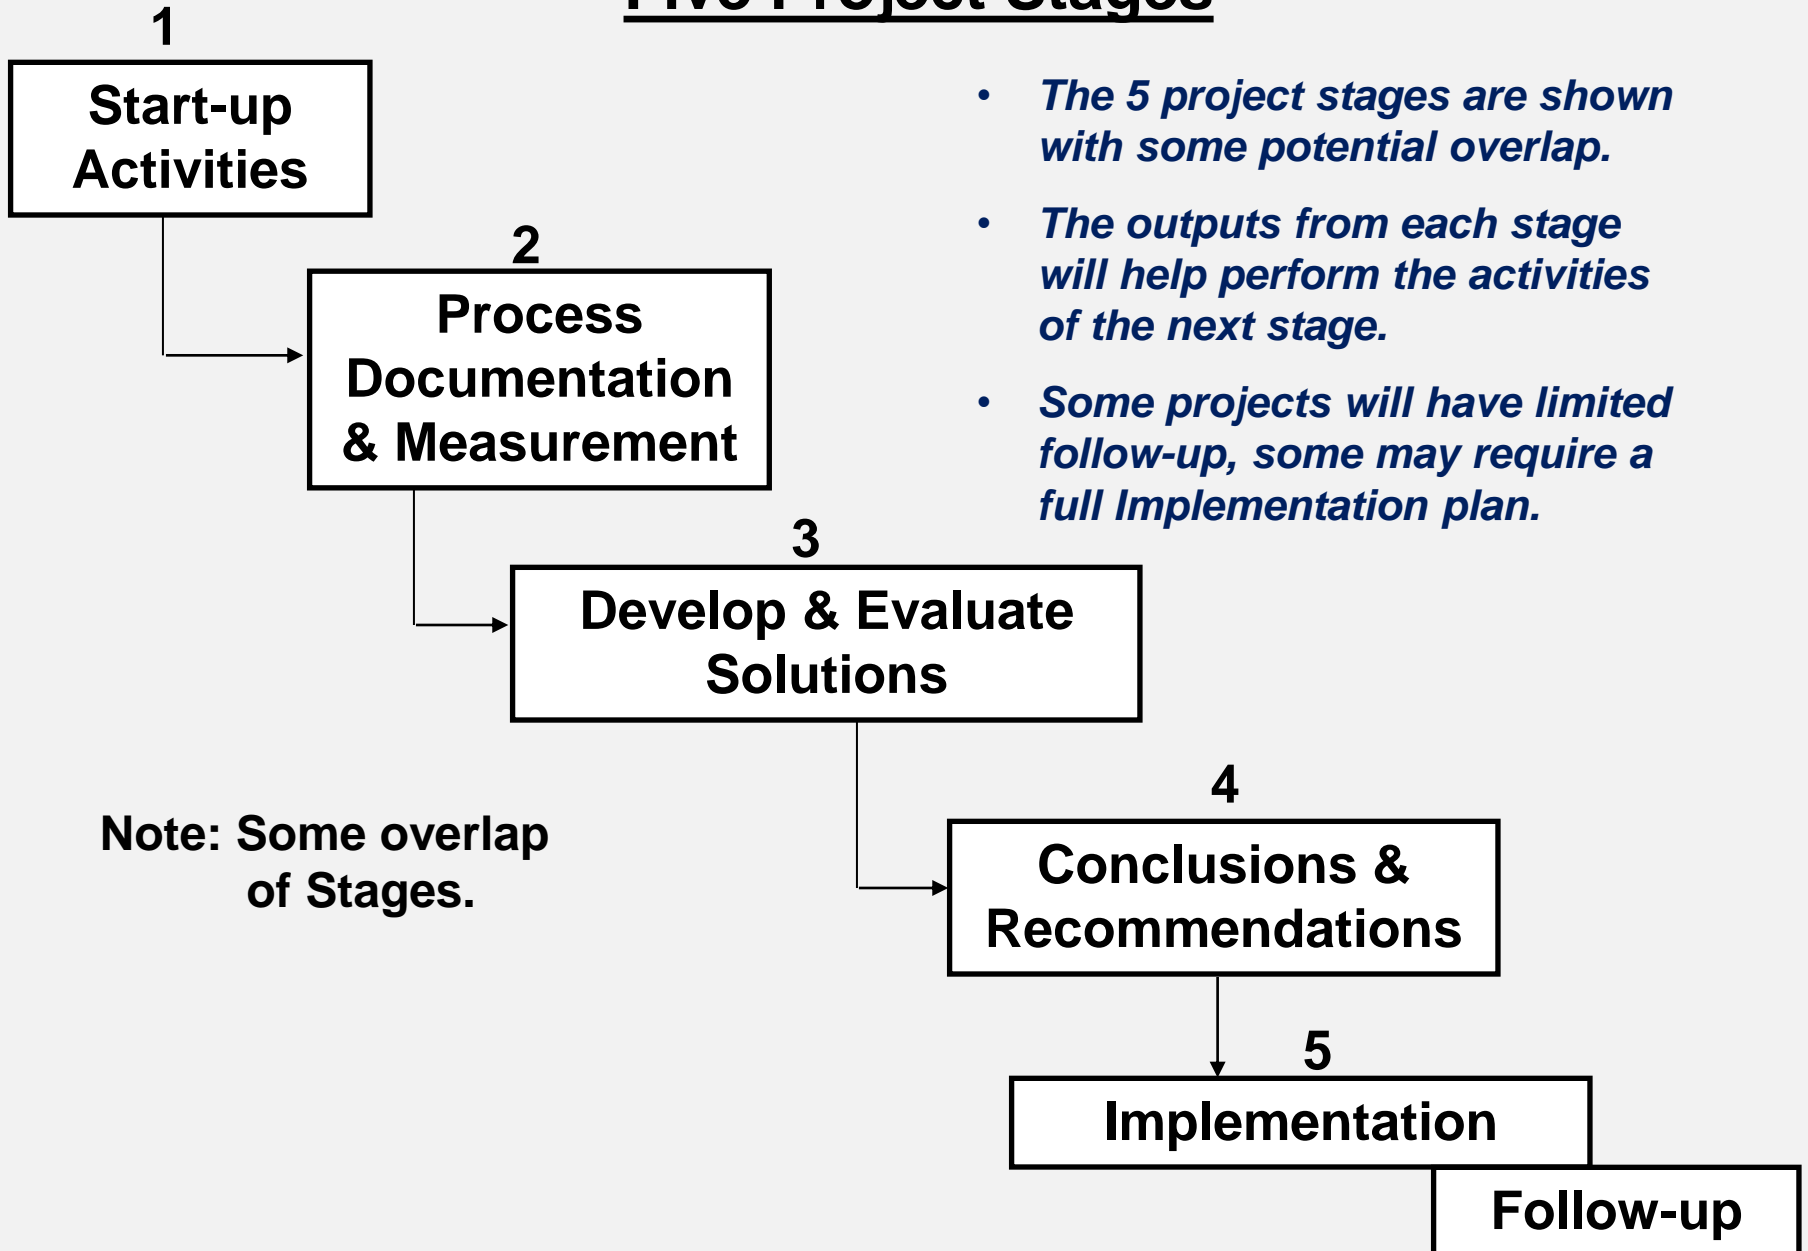 Five Project Stages
1
Start-up
Activities
• The 5 project stages are shown
with some potential overlap.
• The outputs from each stage
will help perform the activities
of the next stage.
• Some projects will have limited
follow-up, some may require a
full Implementation plan.
2
Process
Documentation
& Measurement
3
Develop & Evaluate
Solutions
Note: Some overlap
of Stages.
4
Conclusions &
Recommendations
5
Implementation
Follow-up